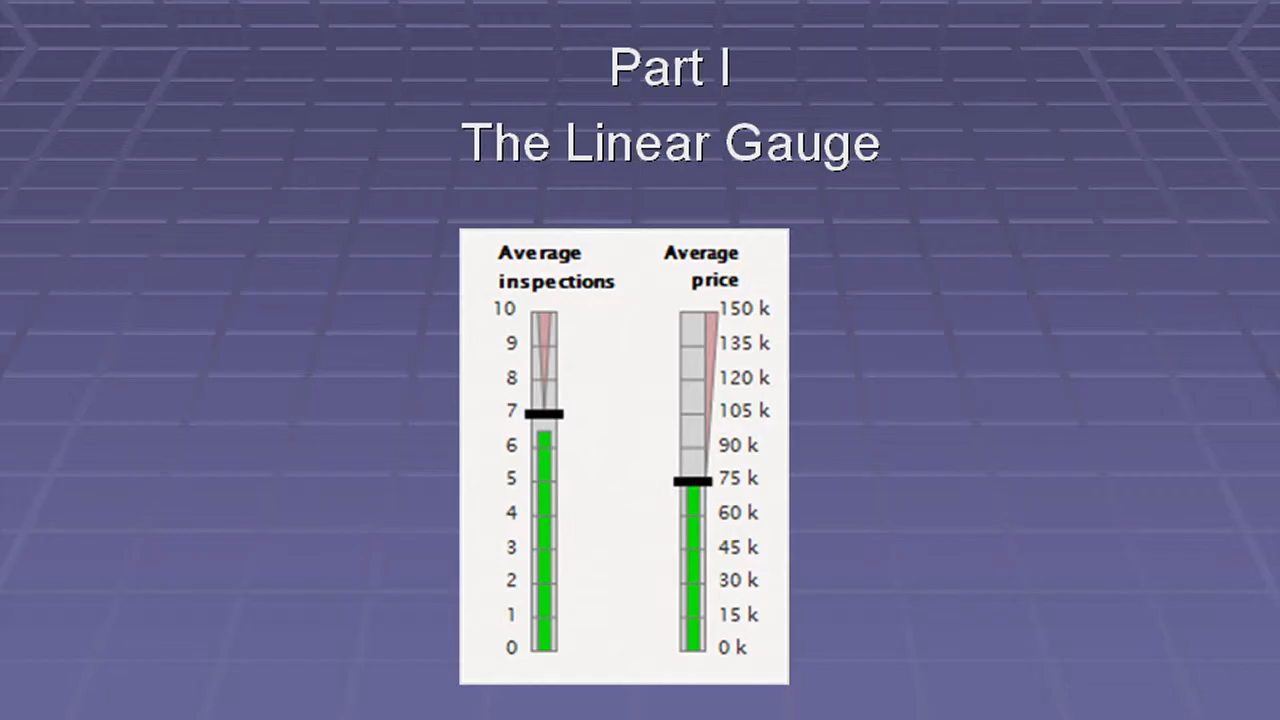 Part I
The Linear Gauge
Average
inspections
10
9
8
7
6
5
4
3
2
1
0
Average
price
150 k
135 k
120 k
105 k
90 k
75 k
60 k
45 k
30 k
15 k
0 k